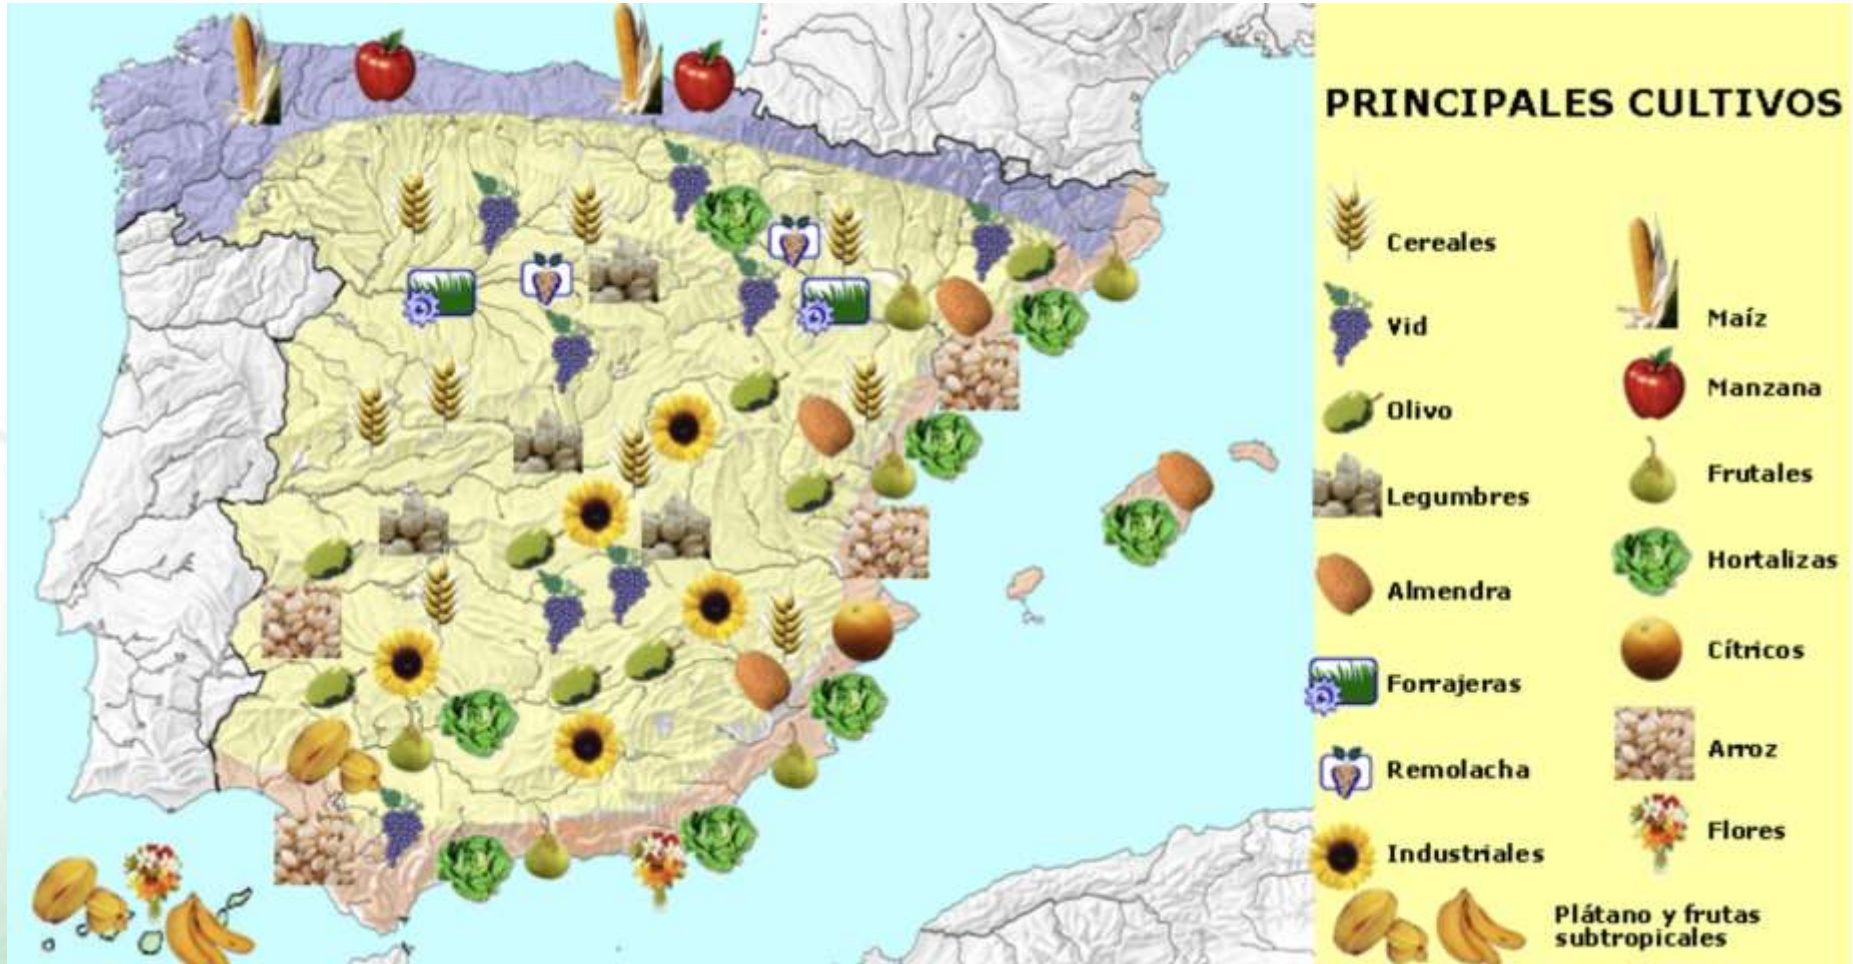 PRINCIPALES CULTIVOS
Cereales
Vid
Olivo
Legumbres
Almendra
Forrajeras
Remolacha
Industriales
Maíz
Manzana
Frutales
Hortalizas
Cítricos
Arroz
Flores
Plátano y frutas
subtropicales